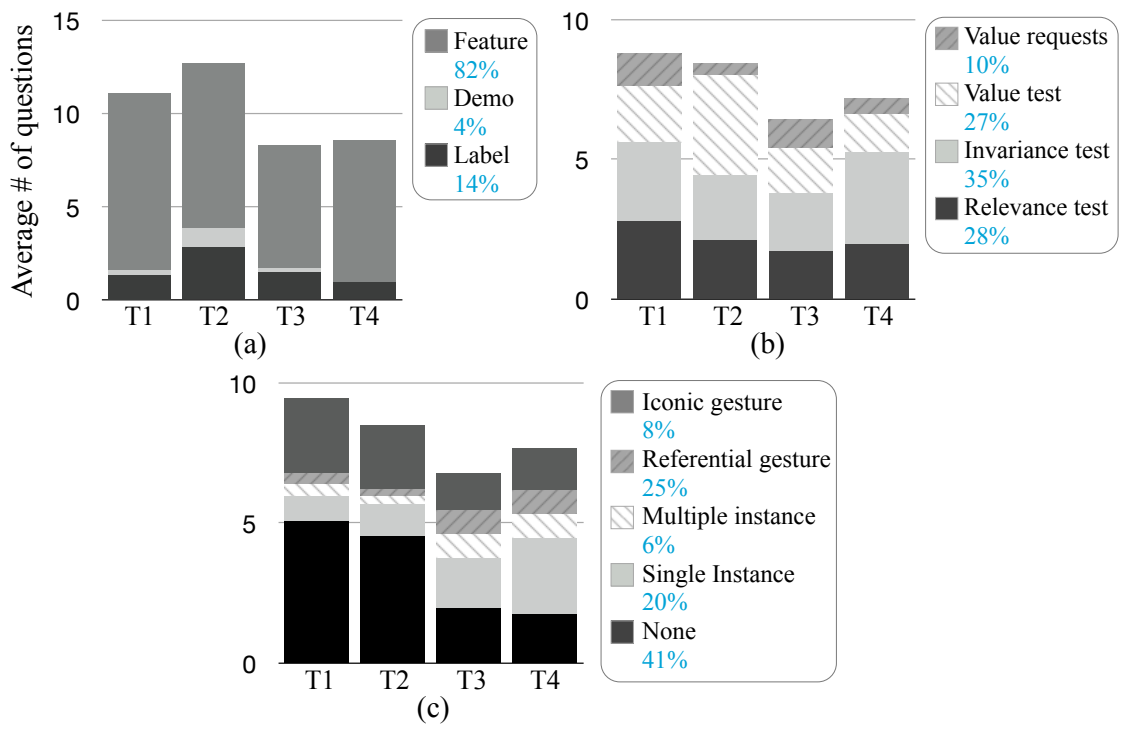 15
10
5
0
Average # of questions
T1 T2 T3 T4
(a)
Feature
82%
Demo
4%
Label
14%
10
5
0
T1 T2 T3 T4
(b)
Value requests
10%
Value test
27%
Invariance test
35%
Relevance test
28%
10
5
0
T1 T2 T3 T4
(c)
Iconic gesture
8%
Referential gesture
25%
Multiple instance
6%
Single Instance
20%
None
41%